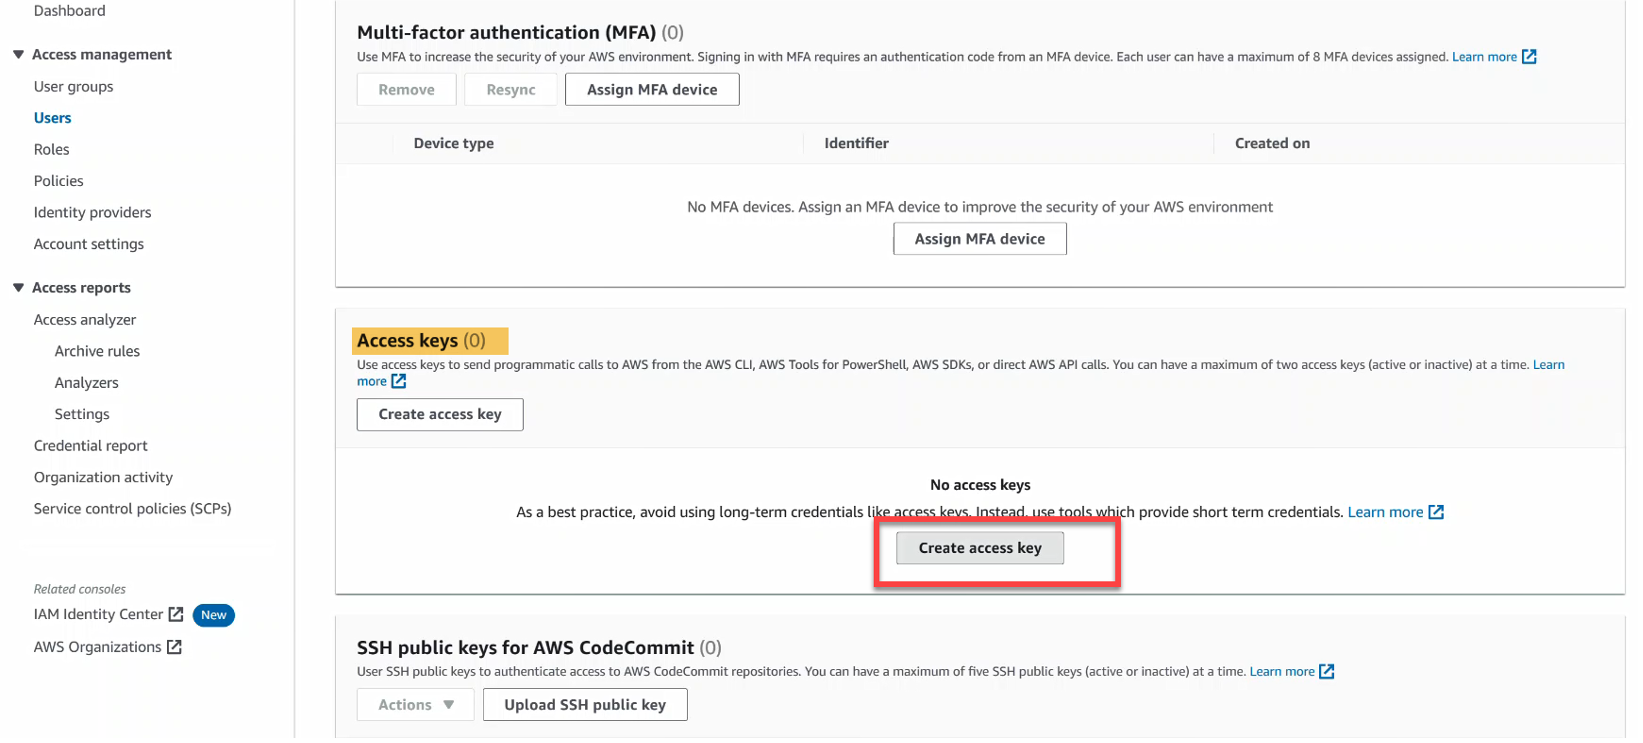 Dashboard
Access management
User groups
Users
Roles
Policies
Identity providers
Account settings
Access reports
Access analyzer
Archive rules
Analyzers
Settings
Credential report
Organization activity
Service control policies (SCPs)
Related consoles
IAM Identity Center New
AWS Organizations
Multi-factor authentication (MFA) (0)
Use MFA to increase the security of your AWS environment. Signing in with MFA requires an authentication code from an MFA device. Each user can have a maximum of 8 MFA devices assigned. Learn more
Remove Resync Assign MFA device
Device type Identifier Created on
No MFA devices. Assign an MFA device to improve the security of your AWS environment
Assign MFA device
Access keys (0)
Use access keys to send programmatic calls to AWS from the AWS CLI, AWS Tools for PowerShell, AWS SDKs, or direct AWS API calls. You can have a maximum of two access keys (active or inactive) at a time. Learn
more
Create access key
No access keys
As a best practice, avoid using long-term credentials like access keys. Instead, use tools which provide short term credentials. Learn more
Create access key
SSH public keys for AWS CodeCommit (0)
User SSH public keys to authenticate access to AWS CodeCommit repositories. You can have a maximum of five SSH public keys (active or inactive) at a time. Learn more
Actions Upload SSH public key